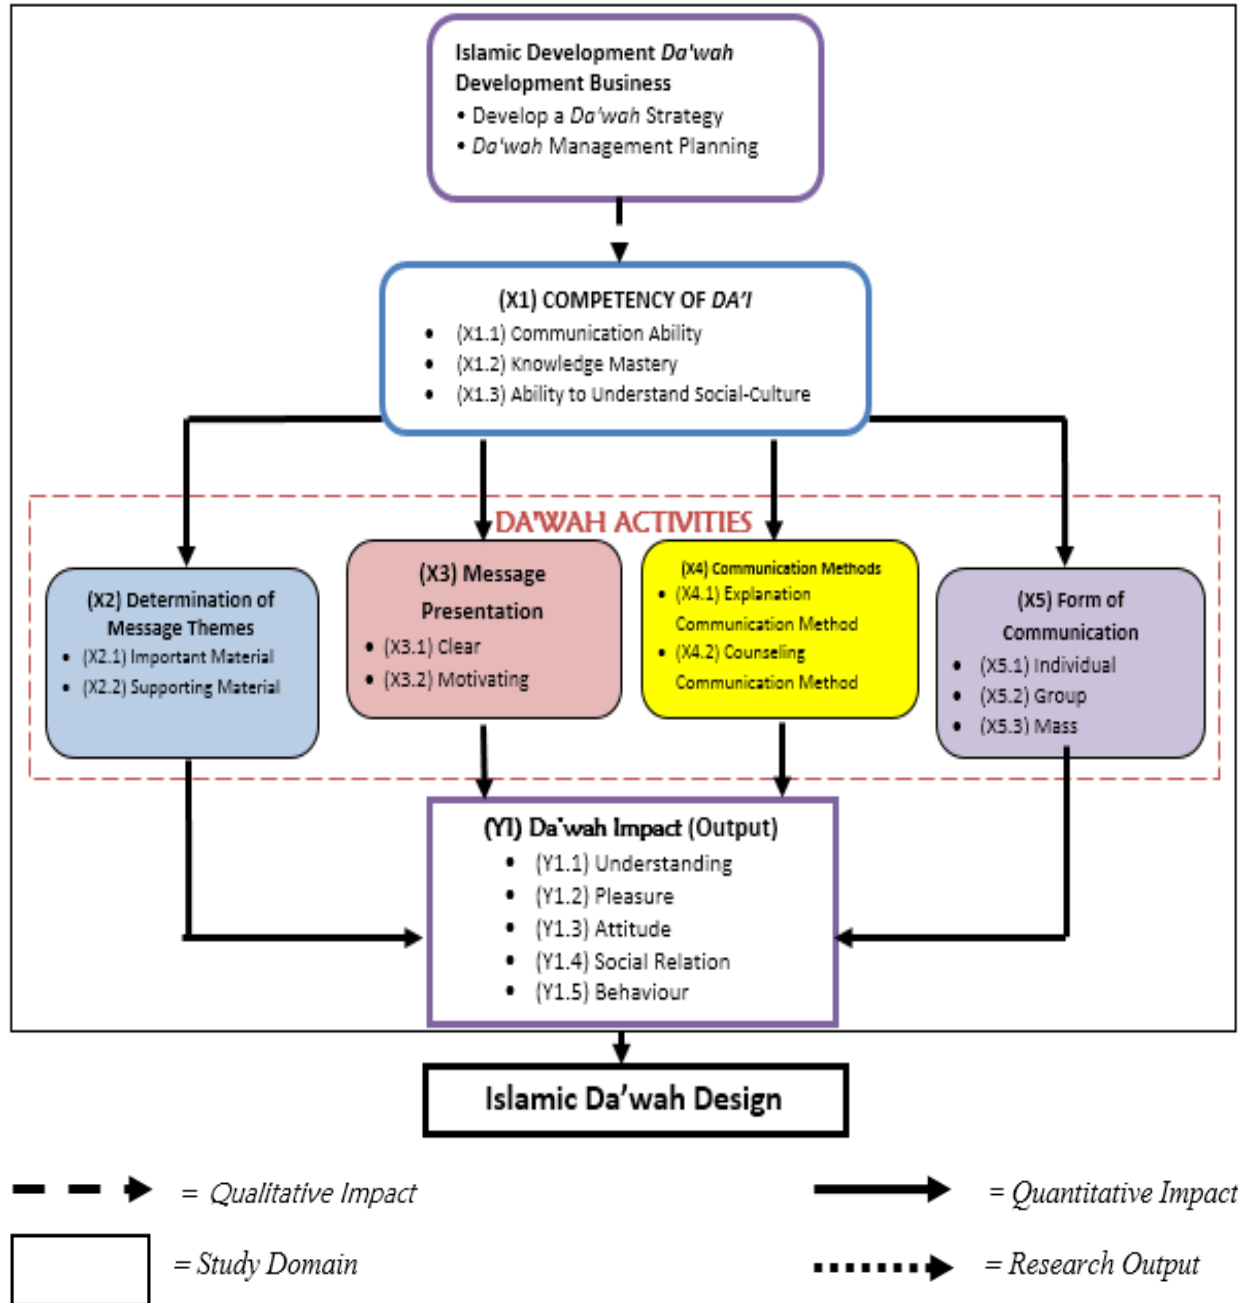 Islamic Development Da'wah
Development Business
• Develop a Da'wah Strategy
• Da'wah Management Planning
(X1) COMPETENCY OF DA'I
• (X1.1) Communication Ability
• (X1.2) Knowledge Mastery
• (X1.3) Ability to Understand Social-Culture
DA'WAH ACTIVITIES
(X2) Determination of
Message Themes
• (X2.1) Important Material
• (X2.2) Supporting Material
(X3) Message
Presentation
• (X3.1) Clear
• (X3.2) Motivating
(X4) Communication Methods
• (X4.1) Explanation
Communication Method
• (X4.2) Counseling
Communication Method
(X5) Form of
Communication
• (X5.1) Individual
• (X5.2) Group
• (X5.3) Mass
(Y1) Da'wah Impact (Output)
• (Y1.1) Understanding
• (Y1.2) Pleasure
• (Y1.3) Attitude
• (Y1.4) Social Relation
• (Y1.5) Behaviour
Islamic Da'wah Design
= Qualitative Impact
= Quantitative Impact
= Study Domain
= Research Output